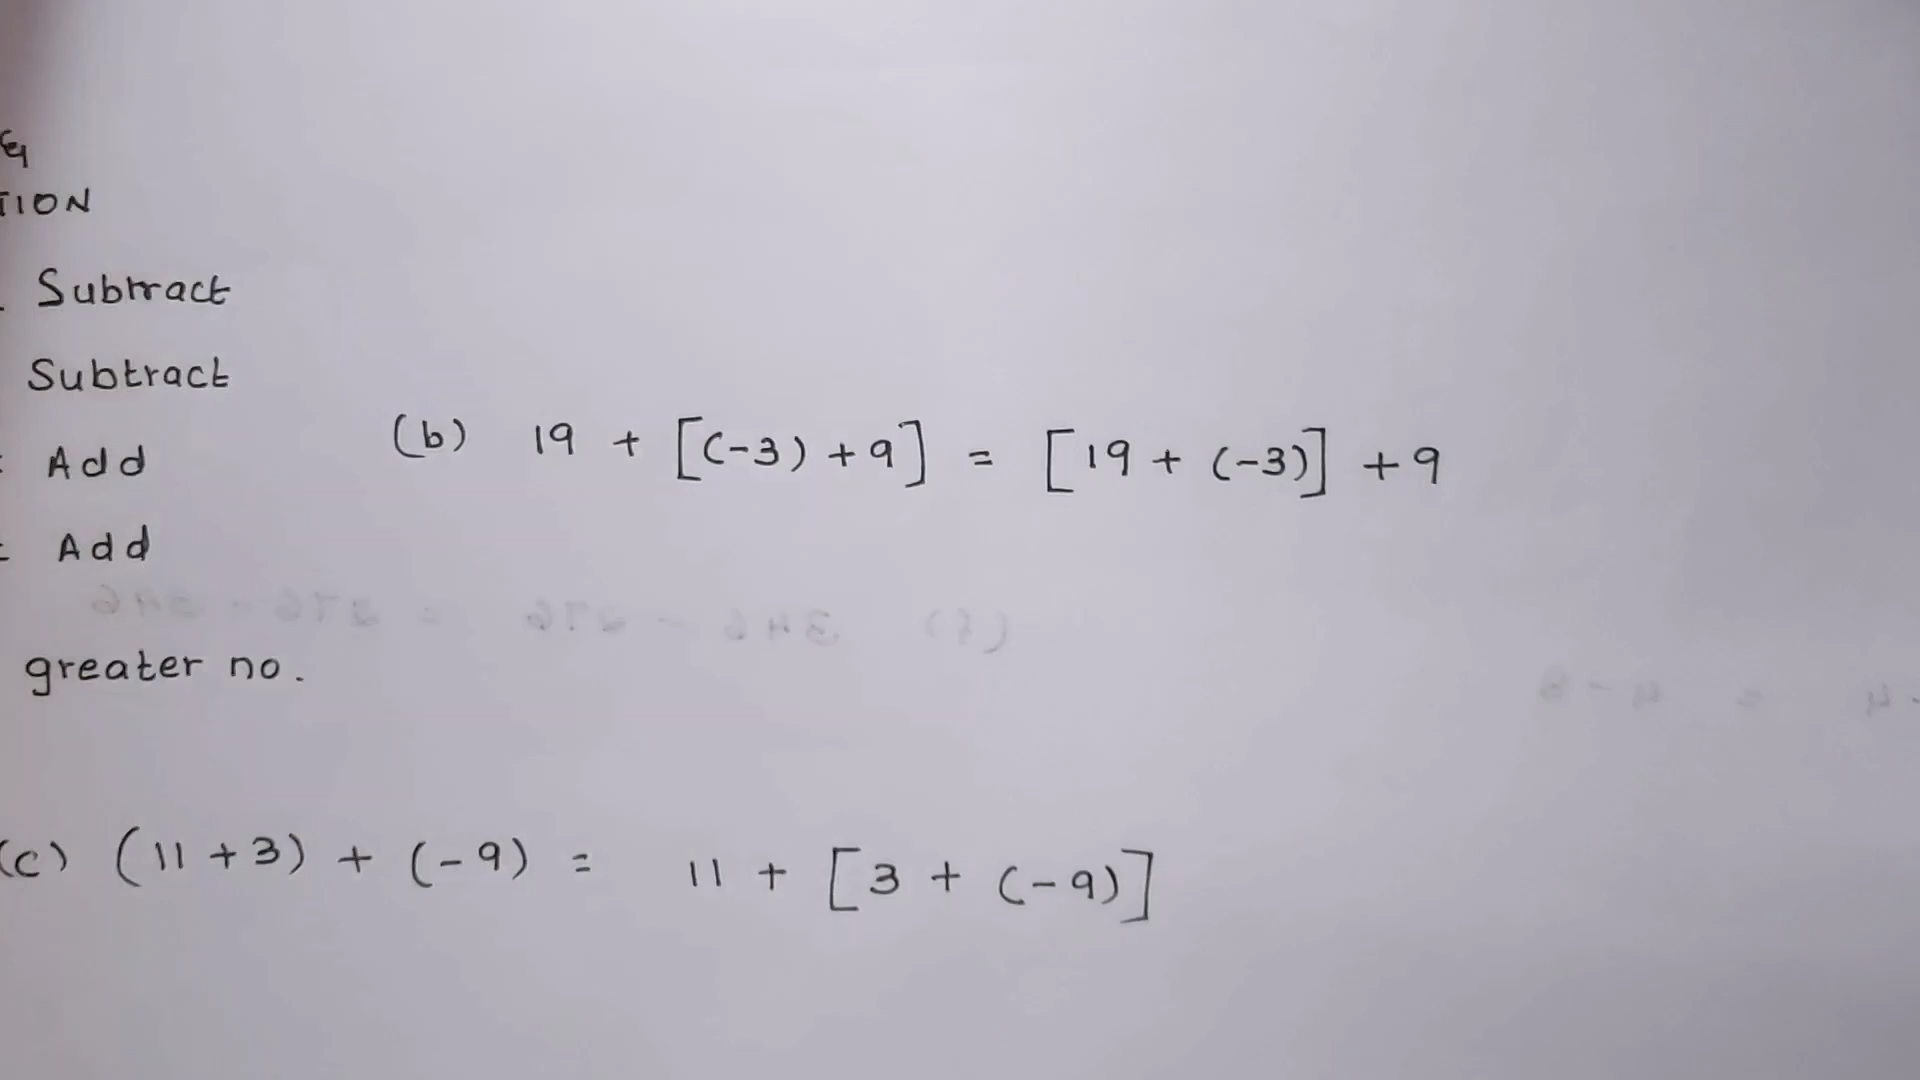 &
TION
- Subtract
Subtract
= Add
= Add
greater no.
(b) 19 + [(-3) + 9] = [19 + (-3)] + 9
(c) (11 + 3) + (-9) = 11 + [3 + (-9)]